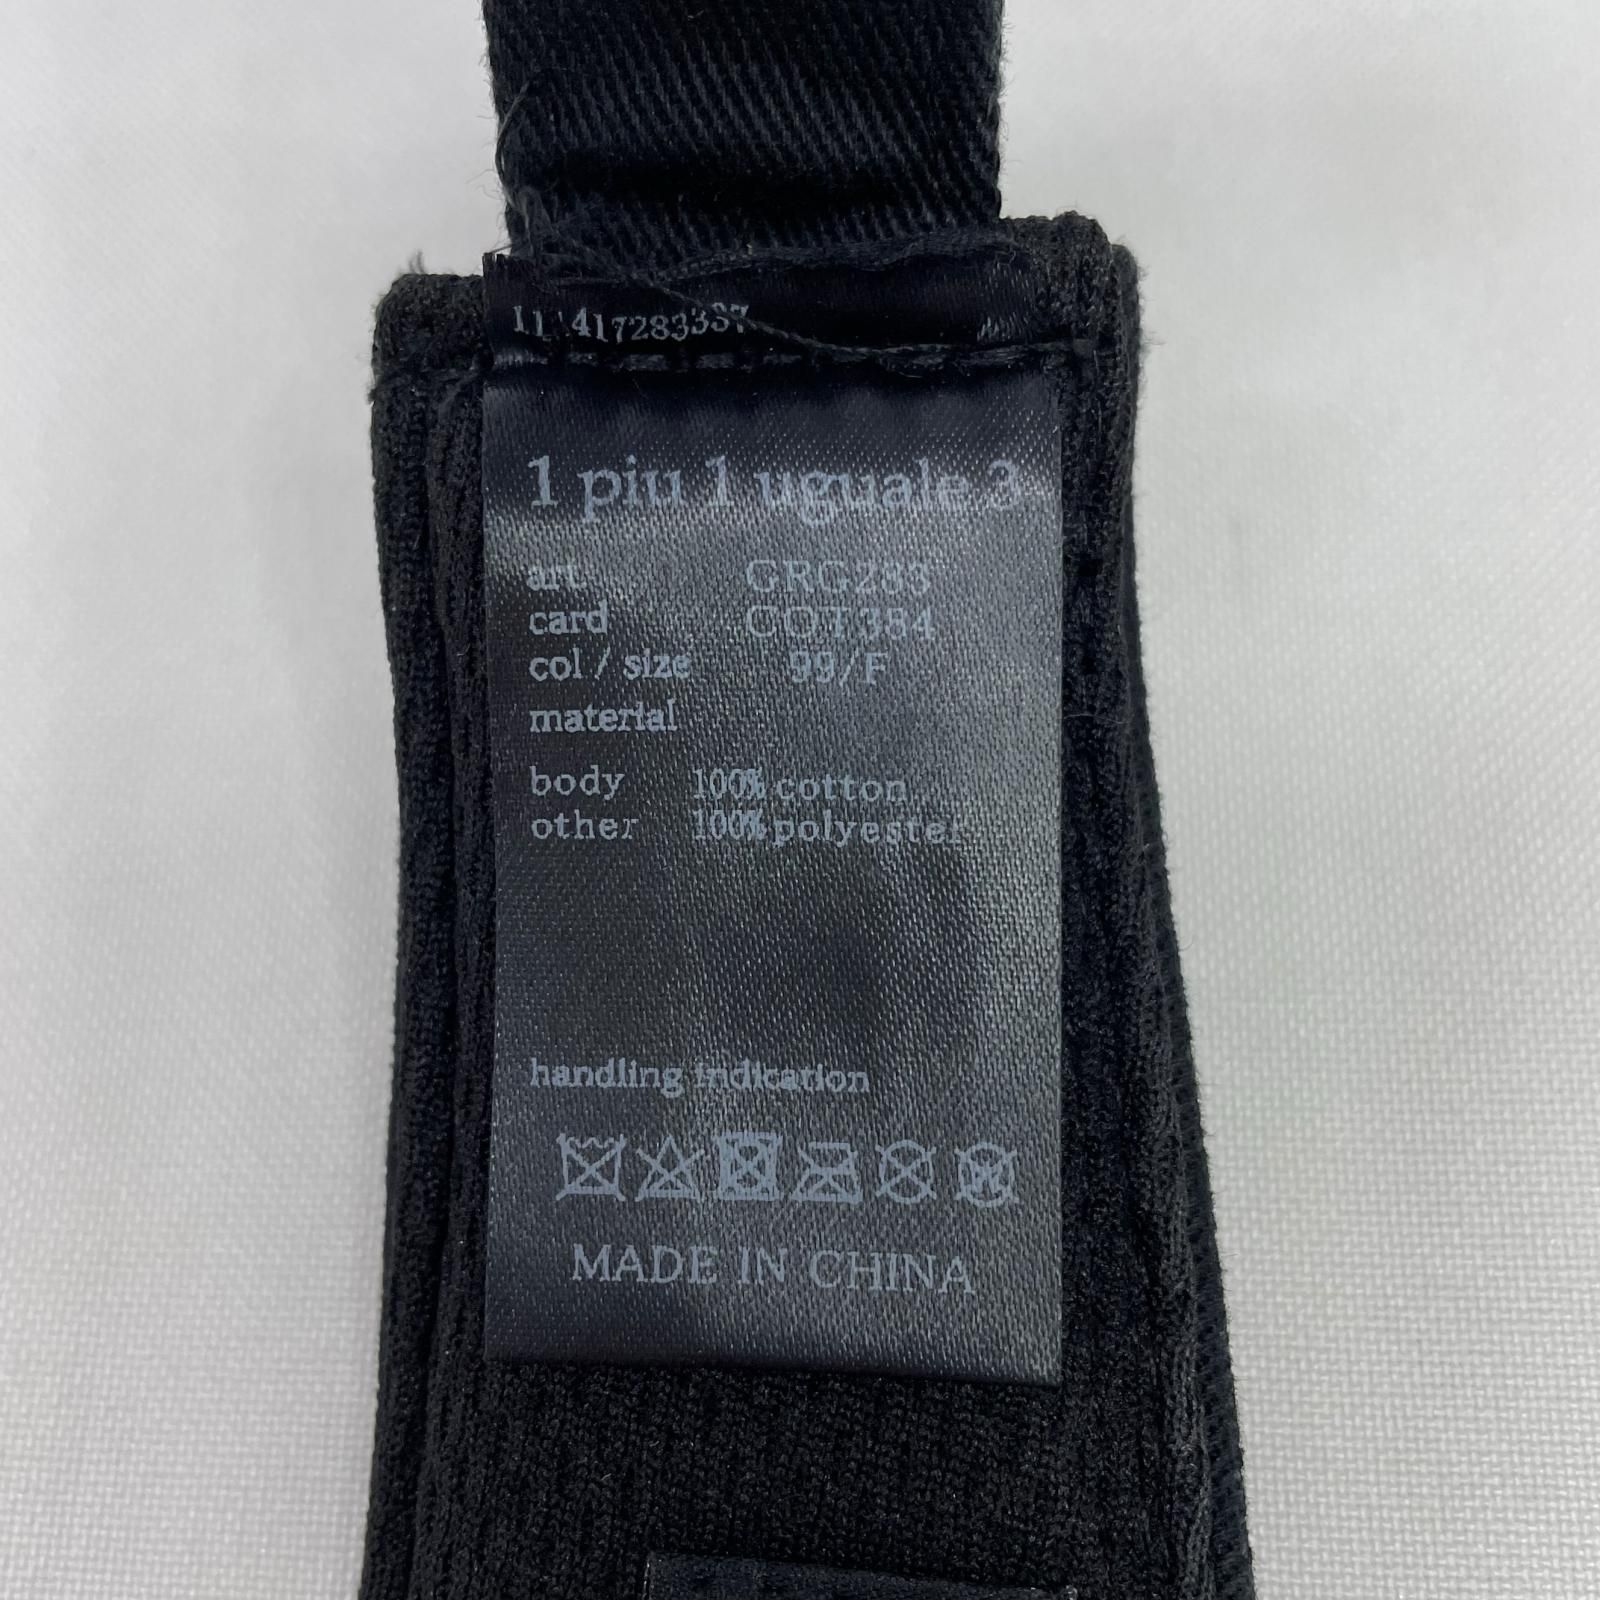 1 piu 1 uguale 3
art. GRG283
card COT384
col / size 99/F
material
body 100% cotton
other 100% polyester
handling indication
MADE IN CHINA